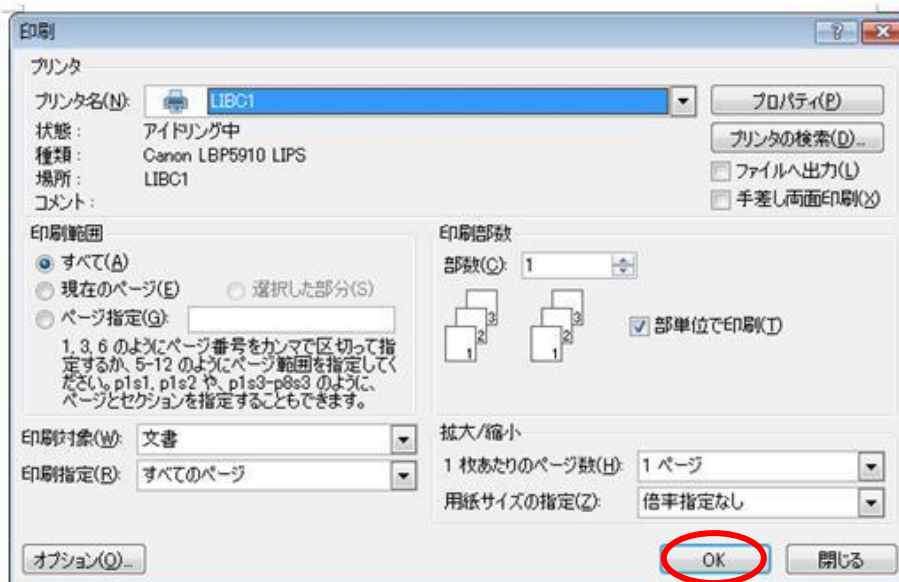 印刷
プリンタ
プリンタ名(N): LIBC1 プロパティ(P)
状態: アイドリング中 プリンタの検索(D)...
種類: Canon LBP5910 LIPS ファイルへ出力(L)
場所: LIBC1 手差し両面印刷(X)
コメント:
印刷範囲
すべて(A)
現在のページ(E) 選択した部分(S)
ページ指定(G):
1, 3, 6 のようにページ番号をカンマで区切って指
定するか、5-12 のようにページ範囲を指定してく
ださい。p1s1, p1s2 や、p1s3-p8s3 のように、
ページとセクションを指定することもできます。
印刷部数
部数(C): 1
1 2 3 1 2 3 部単位で印刷(T)
印刷対象(W): 文書
印刷指定(R): すべてのページ
拡大/縮小
1 枚あたりのページ数(H): 1 ページ
用紙サイズの指定(Z): 倍率指定なし
オプション(O)... OK 閉じる